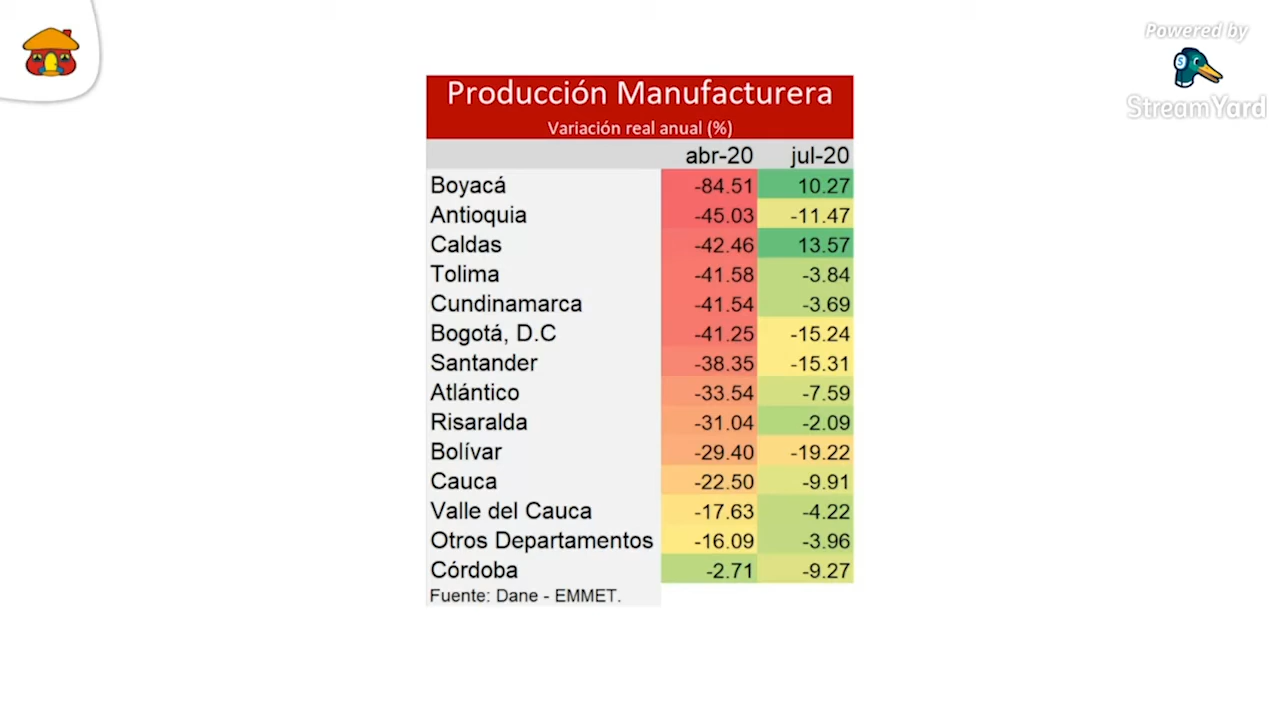 Powered by
StreamYard
Producción Manufacturera
Variación real anual (%)
abr-20 jul-20
Boyacá -84.51 10.27
Antioquia -45.03 -11.47
Caldas -42.46 13.57
Tolima -41.58 -3.84
Cundinamarca -41.54 -3.69
Bogotá, D.C -41.25 -15.24
Santander -38.35 -15.31
Atlántico -33.54 -7.59
Risaralda -31.04 -2.09
Bolívar -29.40 -19.22
Cauca -22.50 -9.91
Valle del Cauca -17.63 -4.22
Otros Departamentos -16.09 -3.96
Córdoba -2.71 -9.27
Fuente: Dane - EMMET.